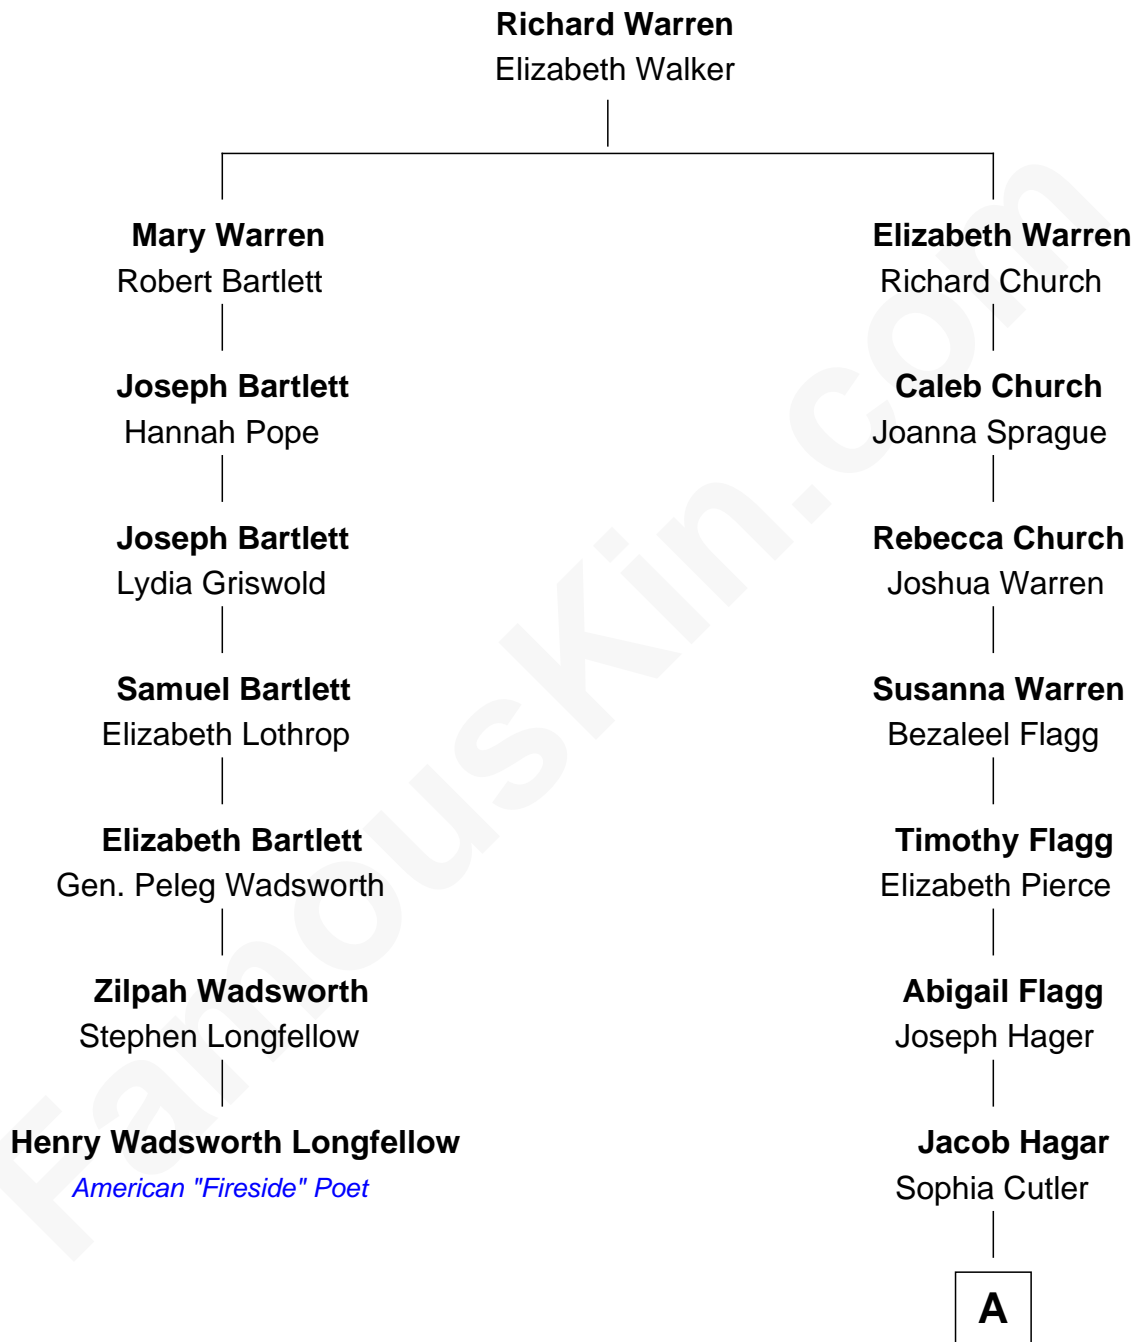 Richard Warren
Elizabeth Walker
Mary Warren
Robert Bartlett
Joseph Bartlett
Hannah Pope
Joseph Bartlett
Lydia Griswold
Samuel Bartlett
Elizabeth Lothrop
Elizabeth Bartlett
Gen. Peleg Wadsworth
Zilpah Wadsworth
Stephen Longfellow
Henry Wadsworth Longfellow
American "Fireside" Poet
Elizabeth Warren
Richard Church
Caleb Church
Joanna Sprague
Rebecca Church
Joshua Warren
Susanna Warren
Bezaleel Flagg
Timothy Flagg
Elizabeth Pierce
Abigail Flagg
Joseph Hager
Jacob Hagar
Sophia Cutler
A
FamousKin.com